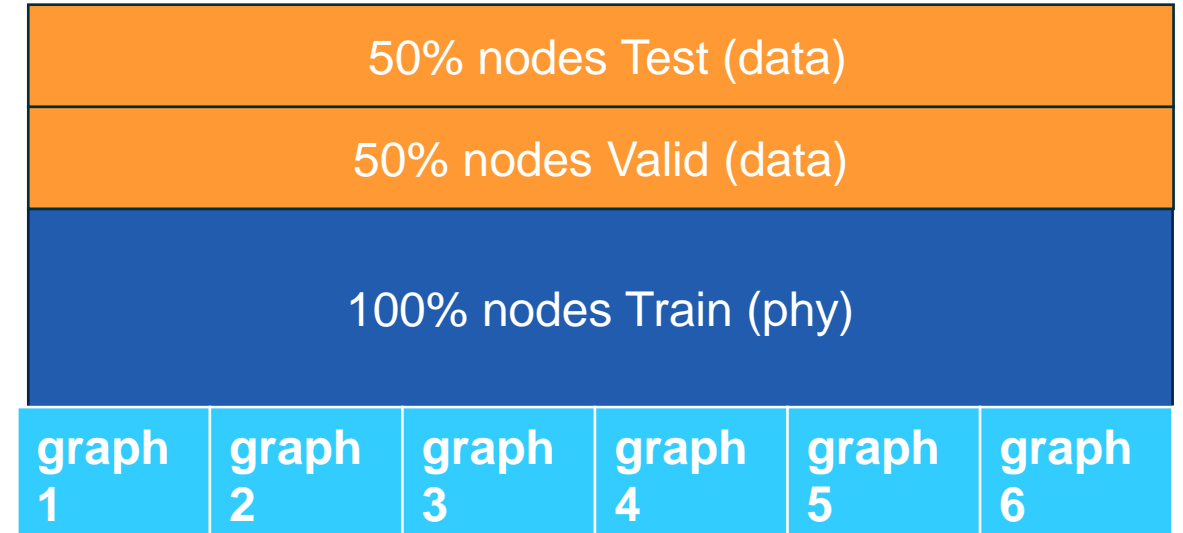 50% nodes Test (data)
50% nodes Valid (data)
100% nodes Train (phy)
graph
1
graph
2
graph
3
graph
4
graph
5
graph
6